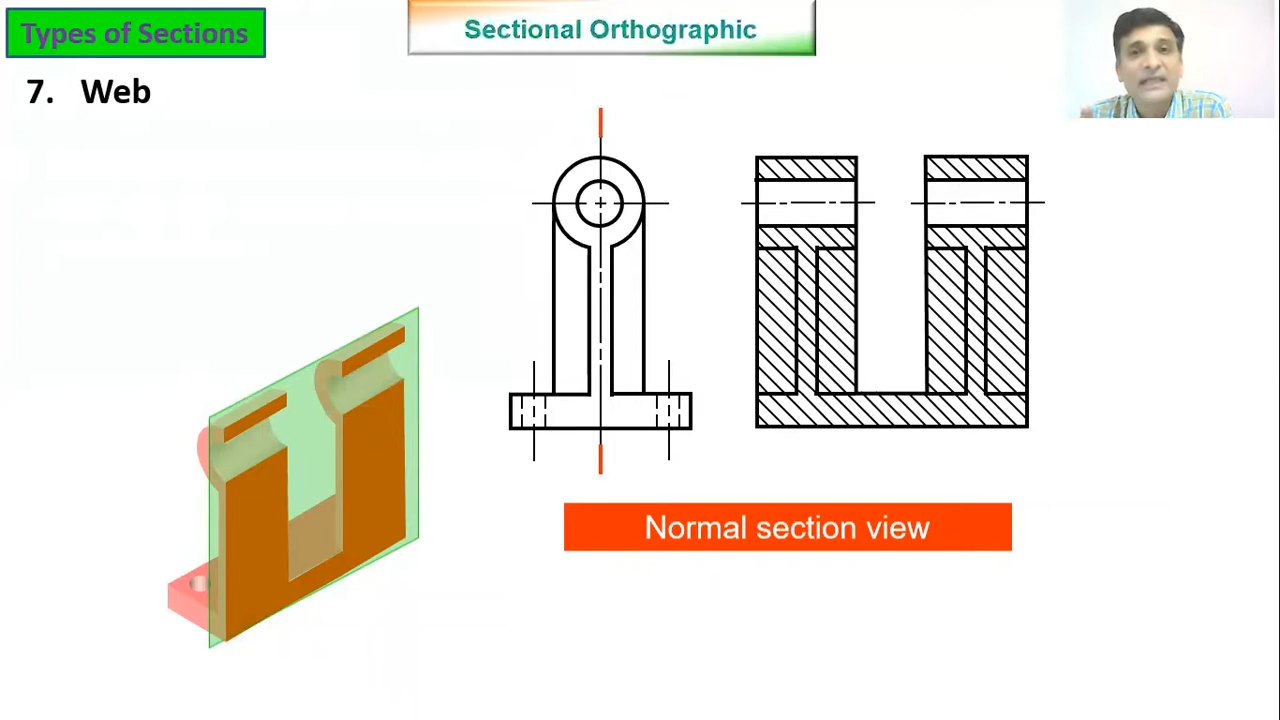 Types of Sections
Sectional Orthographic
7. Web
Normal section view